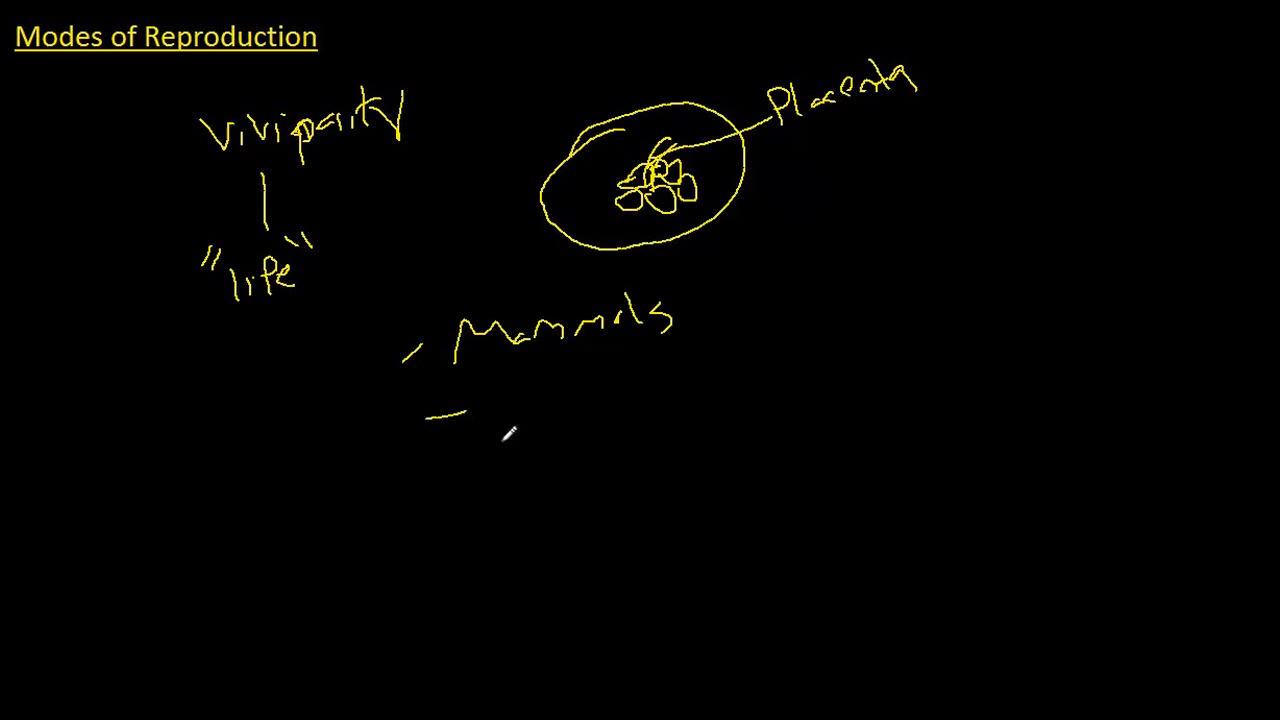 Modes of Reproduction
Viviparity
Placenta
"life"
- Mammals
-